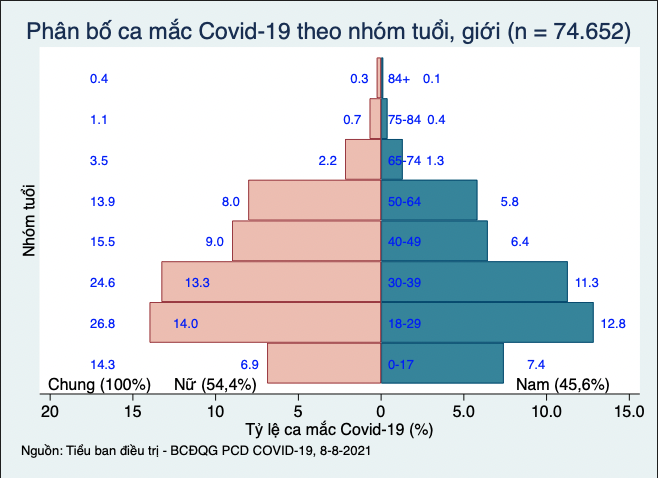 Phân bố ca mắc Covid-19 theo nhóm tuổi, giới (n = 74.652)
0.4 0.3 84+ 0.1
1.1 0.7 75-84 0.4
3.5 2.2 65-74 1.3
13.9 8.0 50-64 5.8
15.5 9.0 40-49 6.4
24.6 13.3 30-39 11.3
26.8 14.0 18-29 12.8
14.3 6.9 0-17 7.4
Nhóm tuổi
Chung (100%) Nữ (54,4%) Nam (45,6%)
20 15 10 5 0 5.0 10.0 15.0
Tỷ lệ ca mắc Covid-19 (%)
Nguồn: Tiểu ban điều trị - BCĐQG PCD COVID-19, 8-8-2021